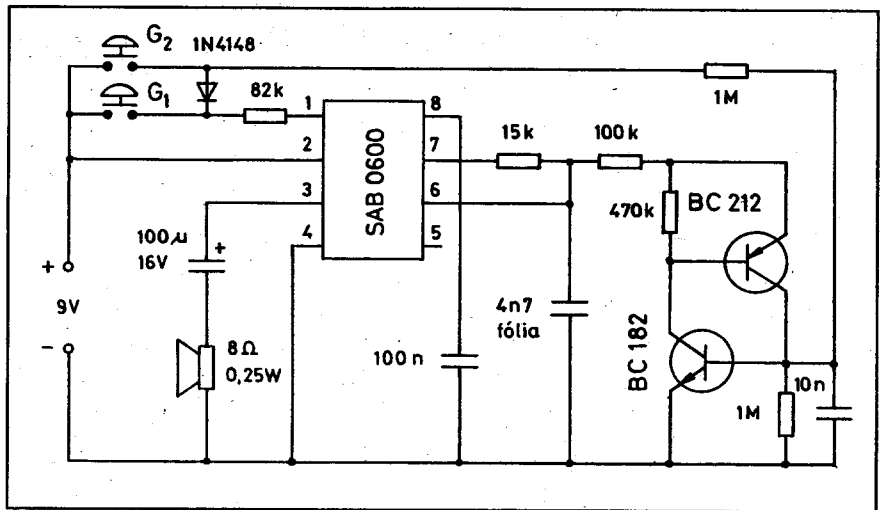 G2
1N4148
G1
82k
1M
1
2
3
4
SAB 0600
8
7
6
5
15k
100k
470k
BC 212
100µ
16V
+
+
9V
-
8Ω
0,25W
100n
4n7
fólia
BC 182
1M
10n